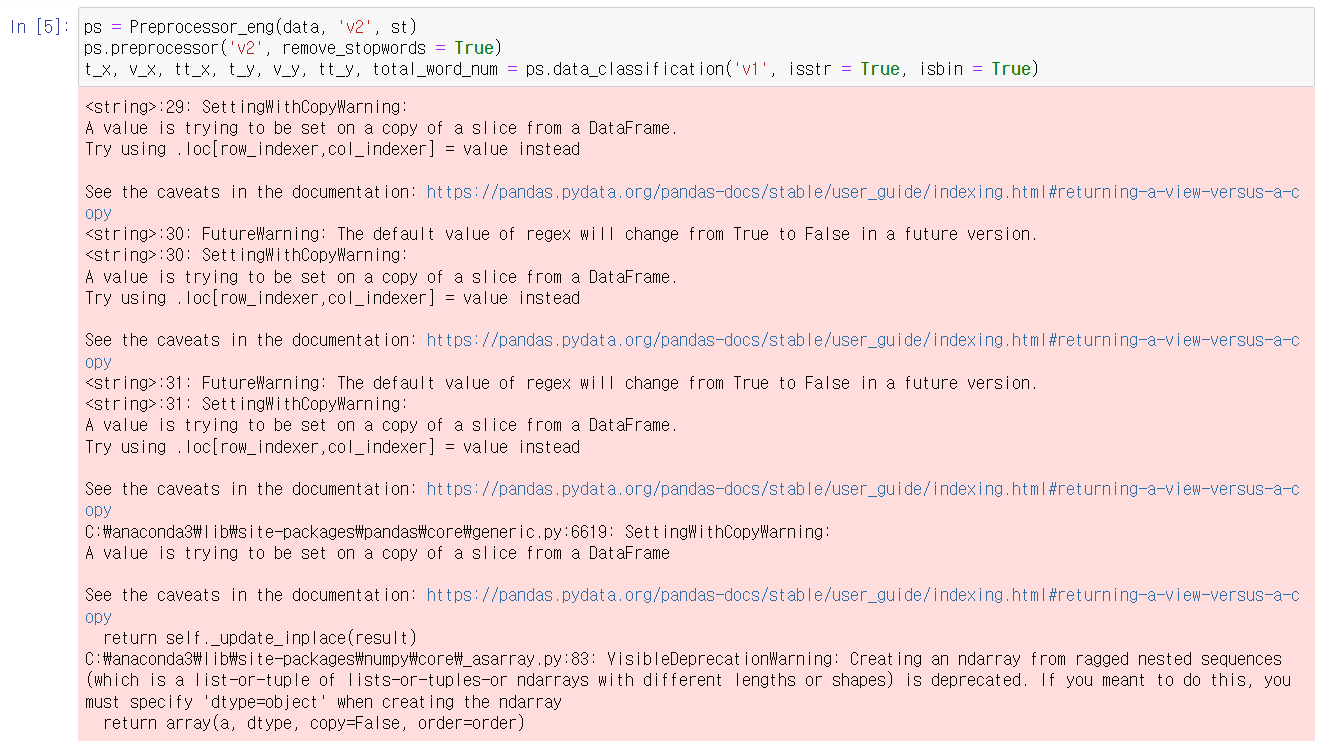 In [5]:
ps = Preprocessor_eng(data, 'v2', st)
ps.preprocessor('v2', remove_stopwords = True)
t_x, v_x, tt_x, t_y, v_y, tt_y, total_word_num = ps.data_classification('v1', isstr = True, isbin = True)
<string>:29: SettingWithCopyWarning:
A value is trying to be set on a copy of a slice from a DataFrame.
Try using .loc[row_indexer,col_indexer] = value instead
See the caveats in the documentation: https://pandas.pydata.org/pandas-docs/stable/user_guide/indexing.html#returning-a-view-versus-a-c
opy
<string>:30: FutureWarning: The default value of regex will change from True to False in a future version.
<string>:30: SettingWithCopyWarning:
A value is trying to be set on a copy of a slice from a DataFrame.
Try using .loc[row_indexer,col_indexer] = value instead
See the caveats in the documentation: https://pandas.pydata.org/pandas-docs/stable/user_guide/indexing.html#returning-a-view-versus-a-c
opy
<string>:31: FutureWarning: The default value of regex will change from True to False in a future version.
<string>:31: SettingWithCopyWarning:
A value is trying to be set on a copy of a slice from a DataFrame.
Try using .loc[row_indexer,col_indexer] = value instead
See the caveats in the documentation: https://pandas.pydata.org/pandas-docs/stable/user_guide/indexing.html#returning-a-view-versus-a-c
opy
C:₩anaconda3₩lib₩site-packages₩pandas₩core₩generic.py:6619: SettingWithCopyWarning:
A value is trying to be set on a copy of a slice from a DataFrame
See the caveats in the documentation: https://pandas.pydata.org/pandas-docs/stable/user_guide/indexing.html#returning-a-view-versus-a-c
opy
return self._update_inplace(result)
C:₩anaconda3₩lib₩site-packages₩numpy₩core₩_asarray.py:83: VisibleDeprecationWarning: Creating an ndarray from ragged nested sequences
(which is a list-or-tuple of lists-or-tuples-or ndarrays with different lengths or shapes) is deprecated. If you meant to do this, you
must specify 'dtype=object' when creating the ndarray
return array(a, dtype, copy=False, order=order)